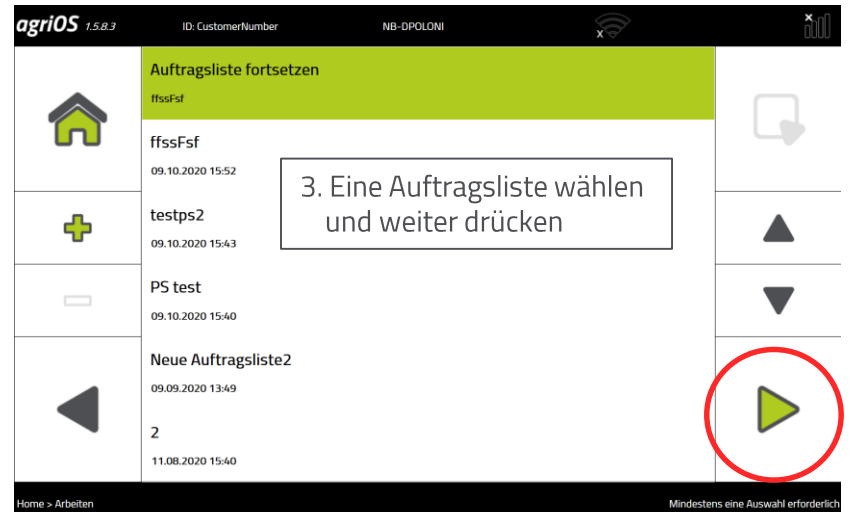 agriOS 1.5.8.3 ID: CustomerNumber NB-DPOLONI
Auftragsliste fortsetzen
ffssFsf
ffssFsf
09.10.2020 15:52
3. Eine Auftragsliste wählen
und weiter drücken
testps2
09.10.2020 15:43
PS test
09.10.2020 15:40
Neue Auftragsliste2
09.09.2020 13:49
2
11.08.2020 15:40
Home > Arbeiten Mindestens eine Auswahl erforderlich